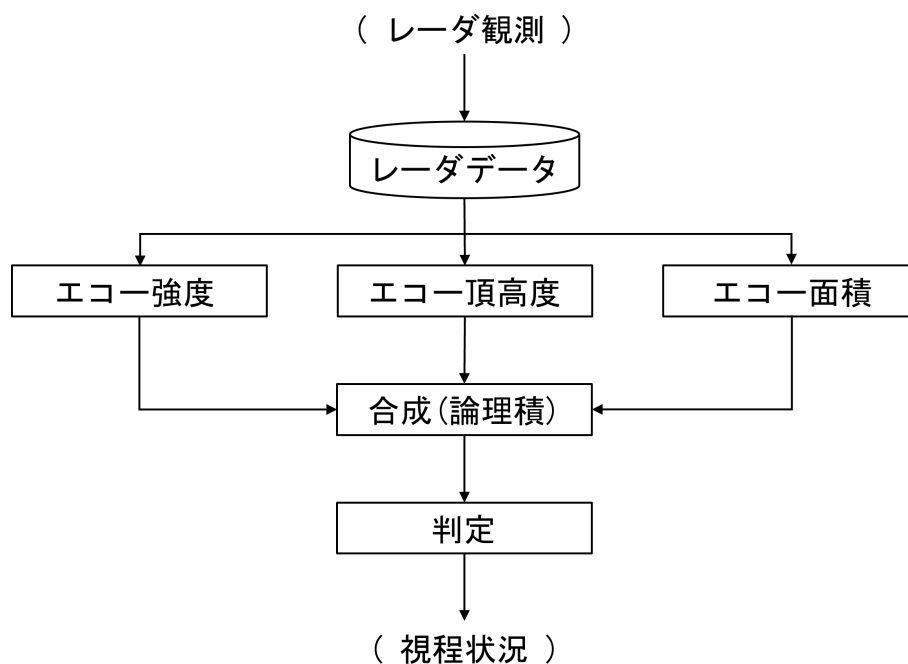 ( レーダ観測 )
レーダデータ
エコー強度
エコー頂高度
エコー面積
合成(論理積)
判定
( 視程状況 )